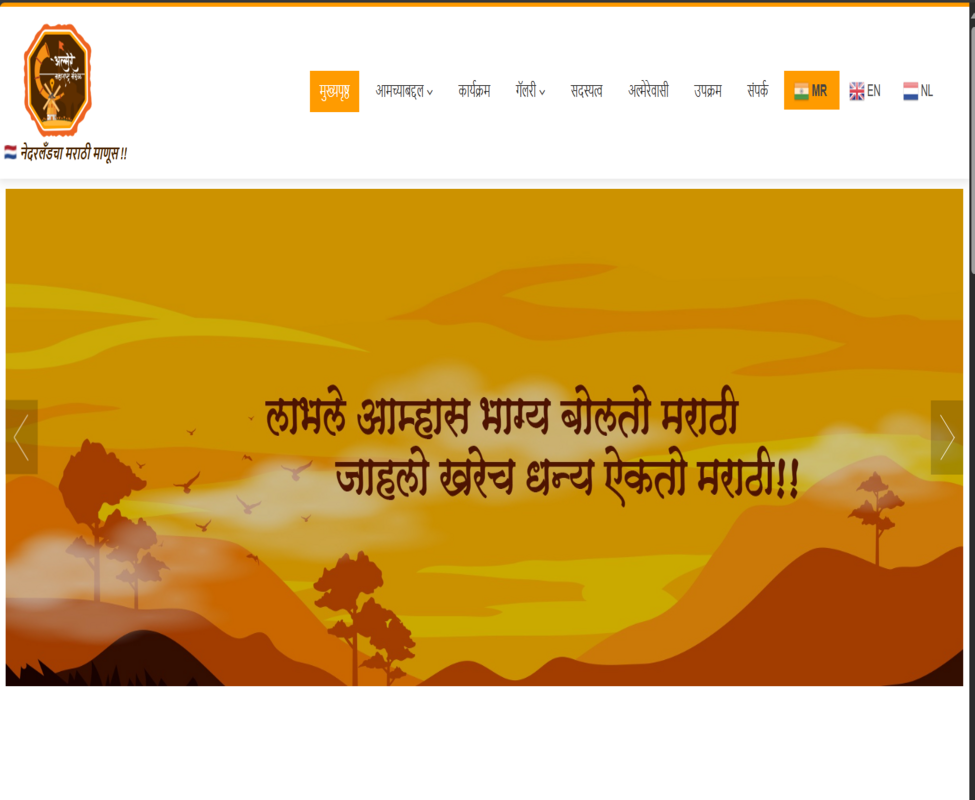 अल्मेरे
महाराष्ट्र मंडळ
नेदरलँडचा मराठी माणूस !!
मुख्यपृष्ठ
आमच्याबद्दल
कार्यक्रम
गॅलरी
सदस्यत्व
अल्मेरेवासी
उपक्रम
संपर्क
MR
EN
NL
लाभले आम्हास भाग्य बोलतो मराठी
जाहलो खरेच धन्य ऐकतो मराठी!!